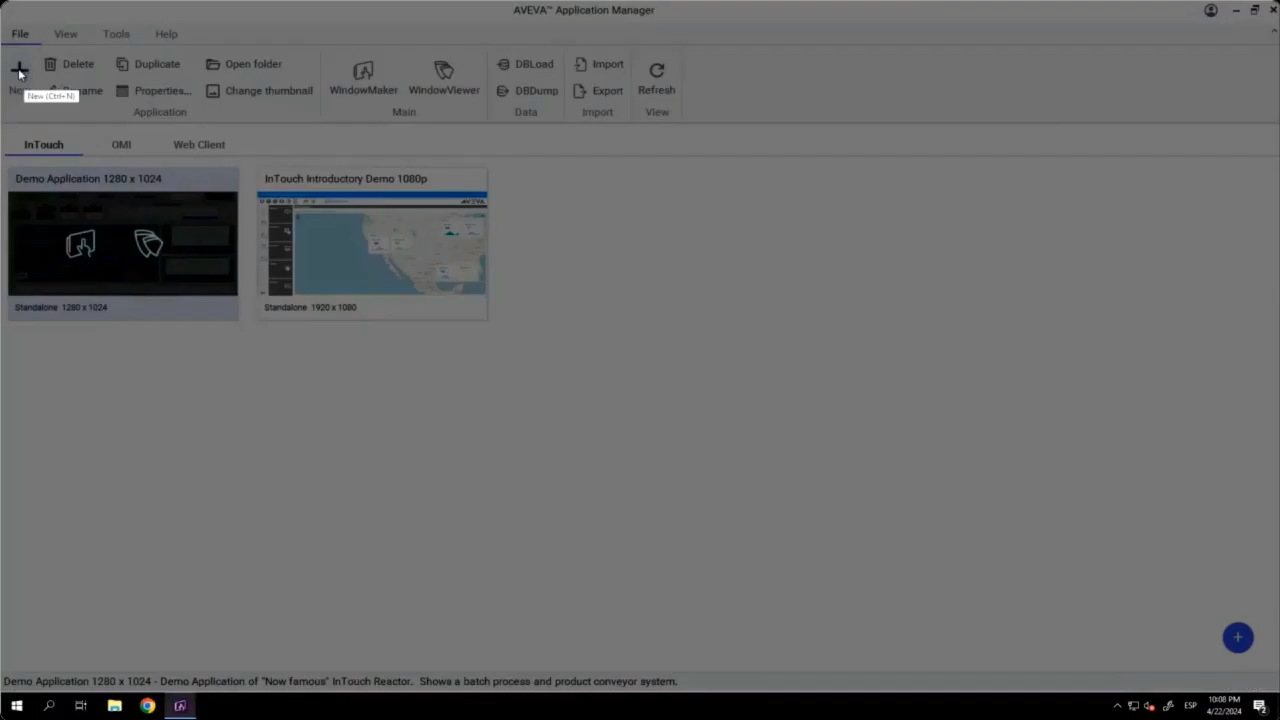 AVEVA™ Application Manager
File View Tools Help
Delete Duplicate Open folder DBLoad Import
New (Ctrl+N)
Properties... Change thumbnail WindowMaker WindowViewer DBDump Export Refresh
Application Main Data Import View
InTouch OMI Web Client
Demo Application 1280 x 1024
InTouch Introductory Demo 1080p
AVEVA
Standalone 1280 x 1024
Standalone 1920 x 1080
Demo Application 1280 x 1024 - Demo Application of "Now famous" InTouch Reactor. Shows a batch process and product conveyor system.
ESP
10:08 PM
4/22/2024
2